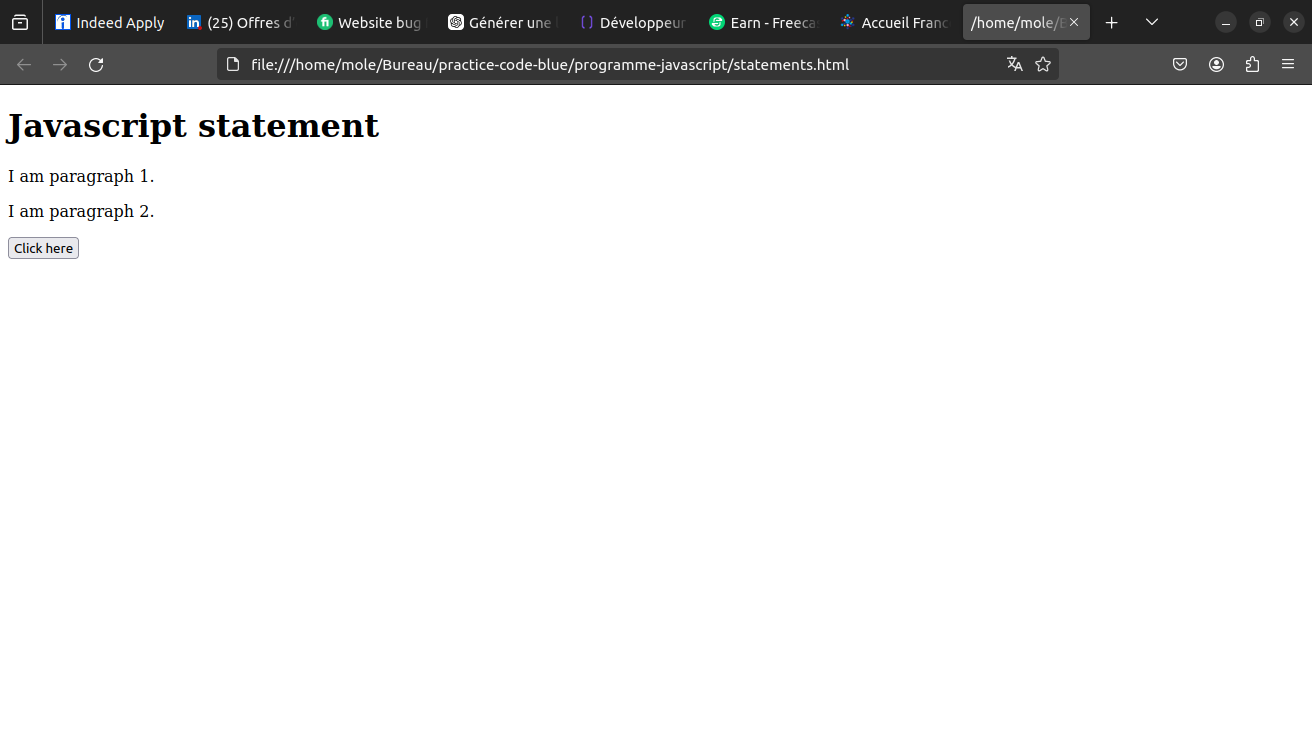 Indeed Apply
(25) Offres d'
Website bug
Générer une
Développeur
Earn - Freeca
Accueil Franc
/home/mole/B
file:///home/mole/Bureau/practice-code-blue/programme-javascript/statements.html
Javascript statement
I am paragraph 1.
I am paragraph 2.
Click here